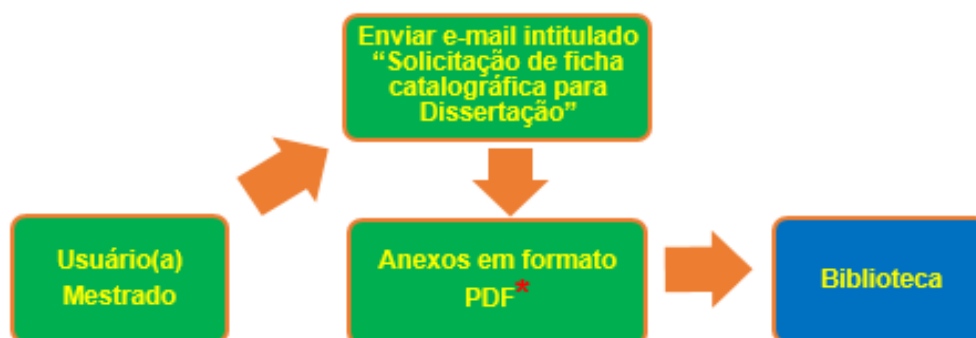 Enviar e-mail intitulado
“Solicitação de ficha
catalográfica para
Dissertação”
Usuário(a)
Mestrado
Anexos em formato
PDF*
Biblioteca